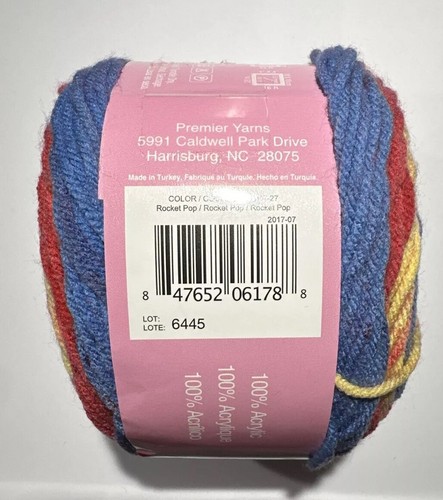 Premier Yarns
5991 Caldwell Park Drive
Harrisburg, NC 28075
Made in Turkey, Fabriqué au Turquie, Hecho en Turquía
COLOR / -27
Rocket Pop / Rocket Pop / Rocket Pop
2017-07
8 47652 06178 8
LOT:
LOTE: 6445
100% Acrylic
100% Acrylique
100% Acrílico